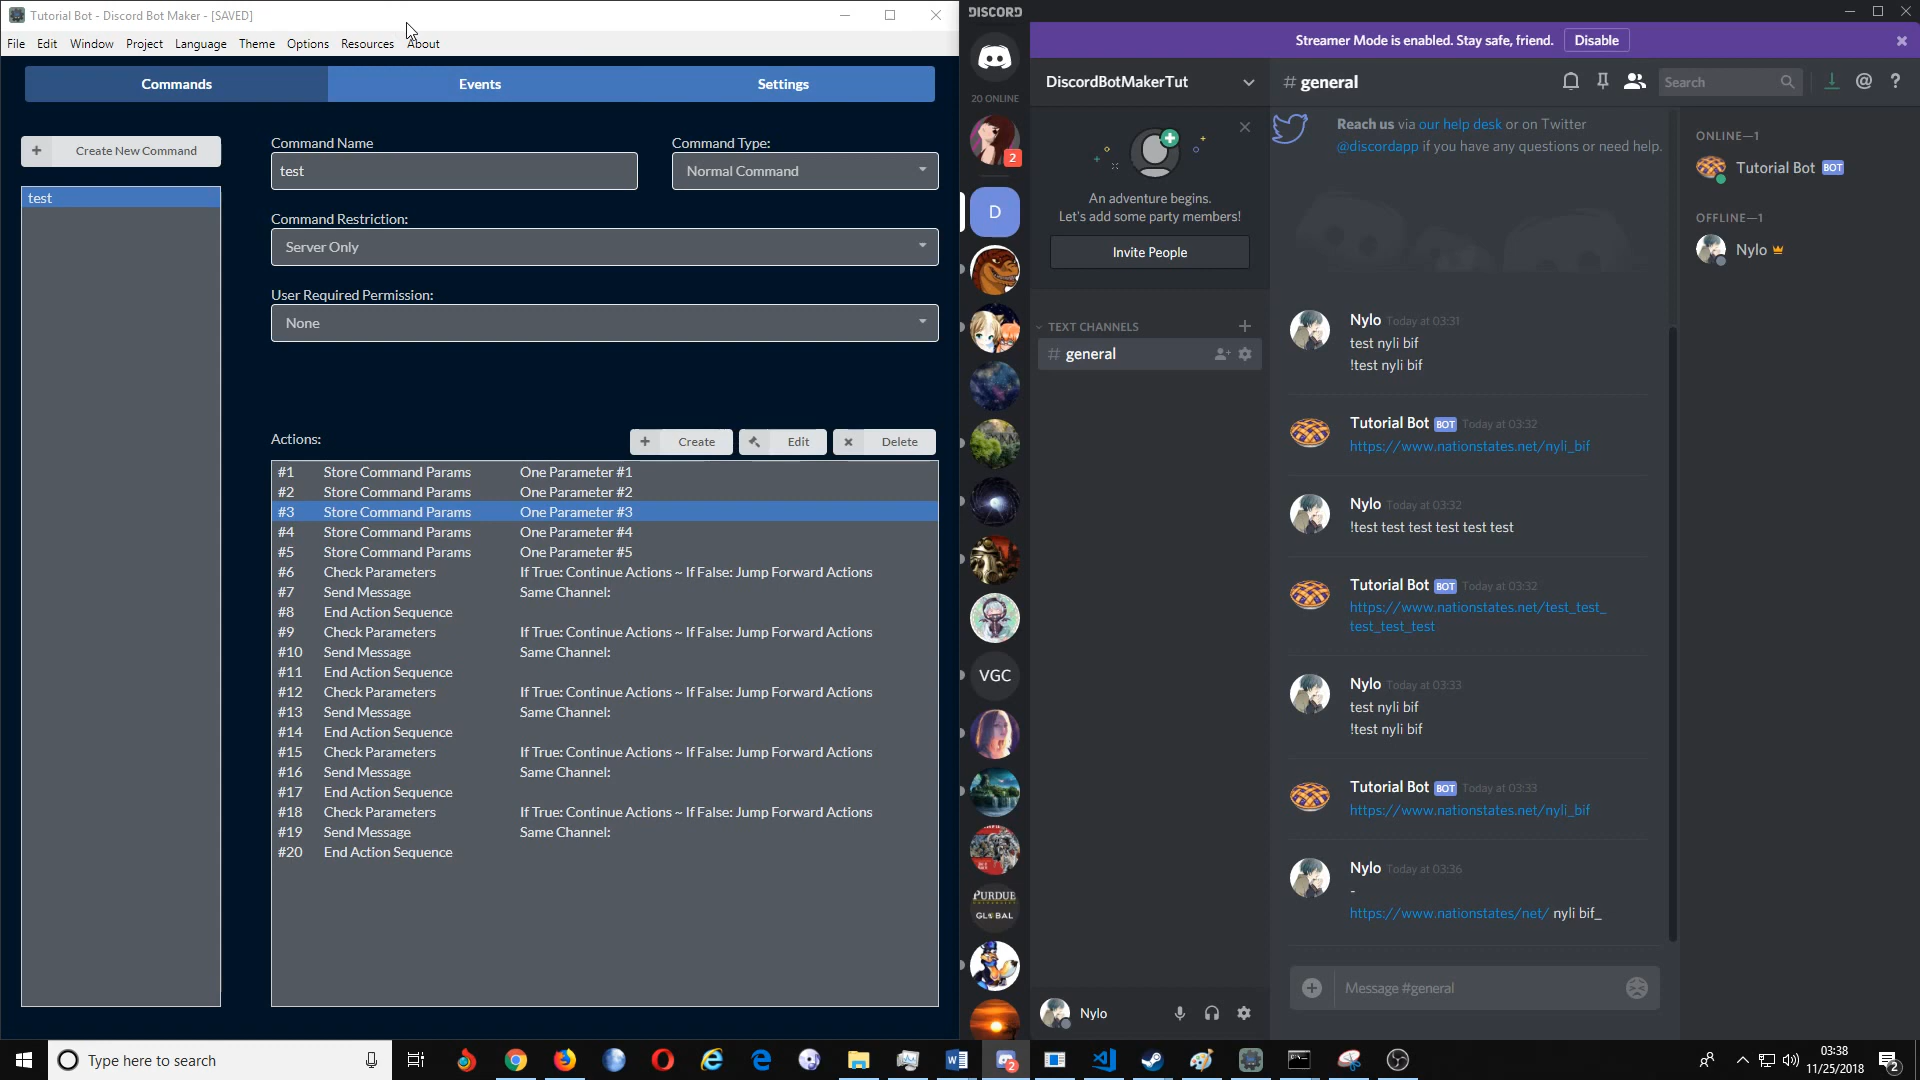 Tutorial Bot - Discord Bot Maker - [SAVED]
File Edit Window Project Language Theme Options Resources About
Commands Events Settings
+ Create New Command
test
Command Name
test
Command Type:
Normal Command
Command Restriction:
Server Only
User Required Permission:
None
Actions:
+ Create Edit × Delete
#1 Store Command Params One Parameter #1
#2 Store Command Params One Parameter #2
#3 Store Command Params One Parameter #3
#4 Store Command Params One Parameter #4
#5 Store Command Params One Parameter #5
#6 Check Parameters If True: Continue Actions ~ If False: Jump Forward Actions
#7 Send Message Same Channel:
#8 End Action Sequence
#9 Check Parameters If True: Continue Actions ~ If False: Jump Forward Actions
#10 Send Message Same Channel:
#11 End Action Sequence
#12 Check Parameters If True: Continue Actions ~ If False: Jump Forward Actions
#13 Send Message Same Channel:
#14 End Action Sequence
#15 Check Parameters If True: Continue Actions ~ If False: Jump Forward Actions
#16 Send Message Same Channel:
#17 End Action Sequence
#18 Check Parameters If True: Continue Actions ~ If False: Jump Forward Actions
#19 Send Message Same Channel:
#20 End Action Sequence
DISCORD
20 ONLINE
2
D
VGC
PURDUE
GLOBAL
Streamer Mode is enabled. Stay safe, friend. Disable
DiscordBotMakerTut
An adventure begins.
Let's add some party members!
Invite People
TEXT CHANNELS
# general
Nylo
# general
Search
Reach us via our help desk or on Twitter
@discordapp if you have any questions or need help.
Nylo Today at 03:31
test nyli bif
!test nyli bif
Tutorial Bot BOT Today at 03:32
https://www.nationstates.net/nyli_bif
Nylo Today at 03:32
!test test test test test test
Tutorial Bot BOT Today at 03:32
https://www.nationstates.net/test_test_
test_test_test
Nylo Today at 03:33
test nyli bif
!test nyli bif
Tutorial Bot BOT Today at 03:33
https://www.nationstates.net/nyli_bif
Nylo Today at 03:36
-
https://www.nationstates/net/ nyli bif_
Message #general
ONLINE—1
Tutorial Bot BOT
OFFLINE—1
Nylo
Type here to search
2
03:38
11/25/2018
2